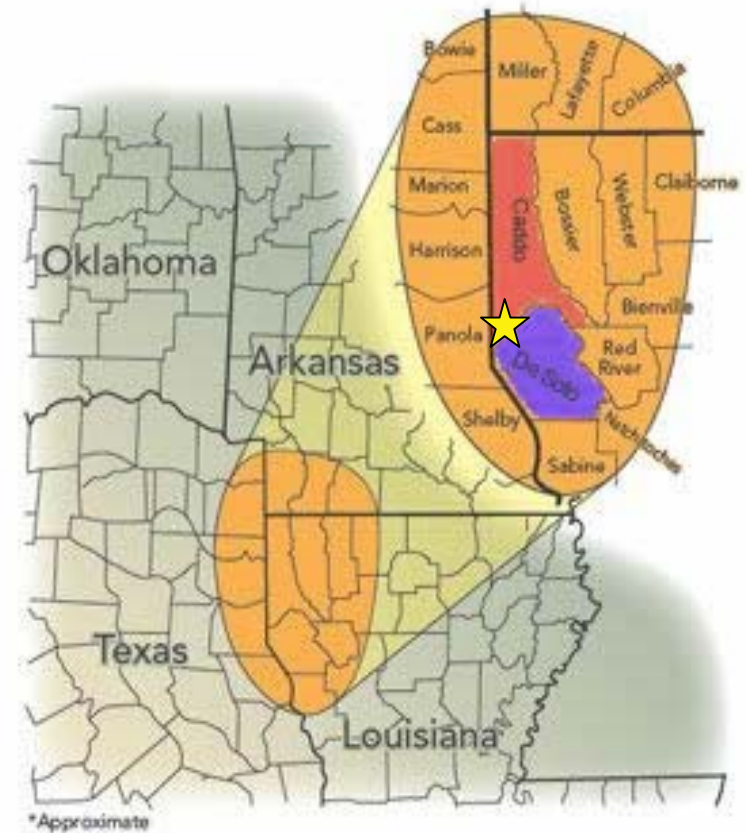 Bowie
Miller
Lafayette
Columbia
Cass
Marion
Caddo
Bossier
Webster
Claiborne
Harrison
Oklahoma
Bienville
Panola
Red
River
Arkansas
De Soto
Shelby
Natchitoches
Sabine
Texas
Louisiana
*Approximate